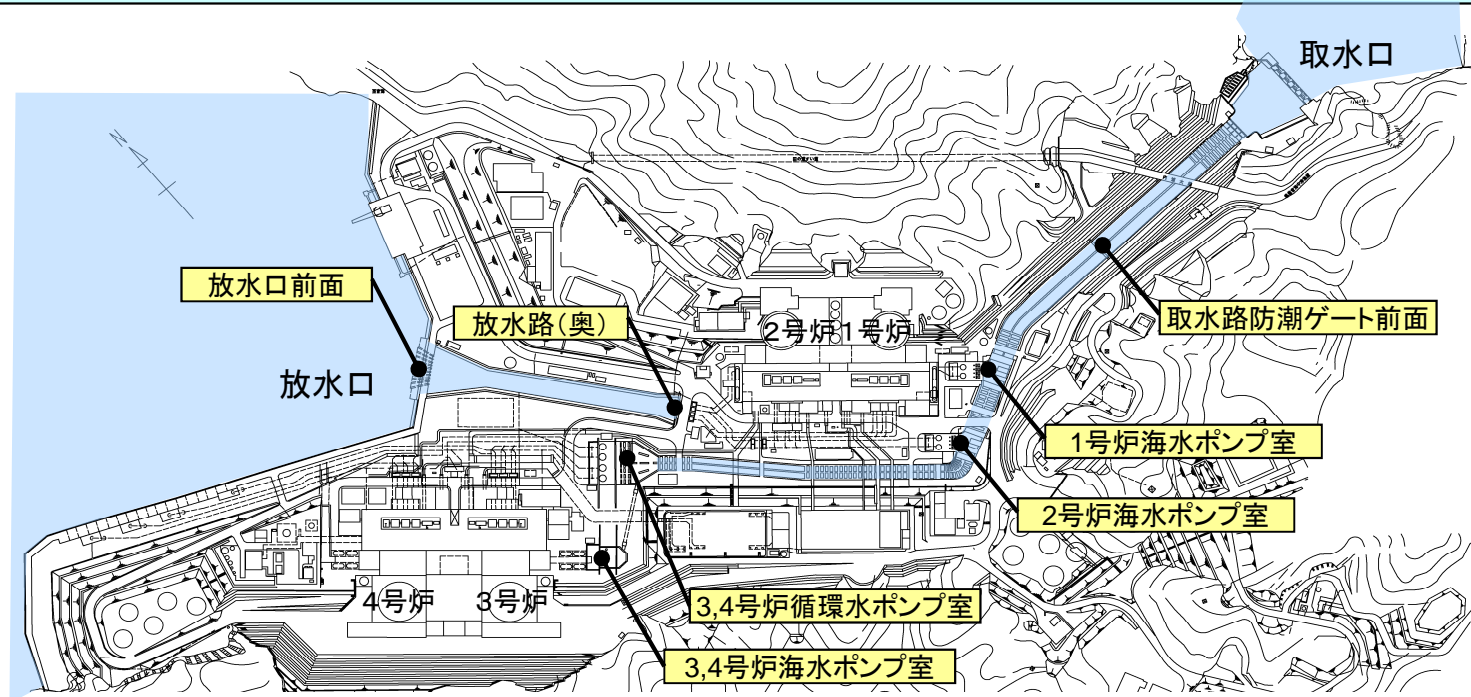 取水口
放水口前面
放水路(奥)
2号炉
1号炉
取水路防潮ゲート前面
放水口
1号炉海水ポンプ室
2号炉海水ポンプ室
4号炉
3号炉
3,4号炉循環水ポンプ室
3,4号炉海水ポンプ室
N